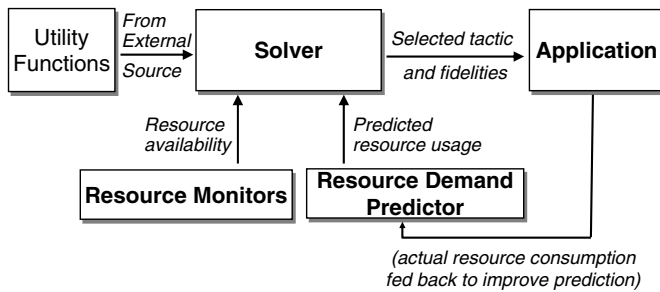 Utility
Functions
From
External
Source
Solver
Selected tactic
and fidelities
Application
Resource
availability
Predicted
resource usage
Resource Monitors
Resource Demand
Predictor
(actual resource consumption
fed back to improve prediction)